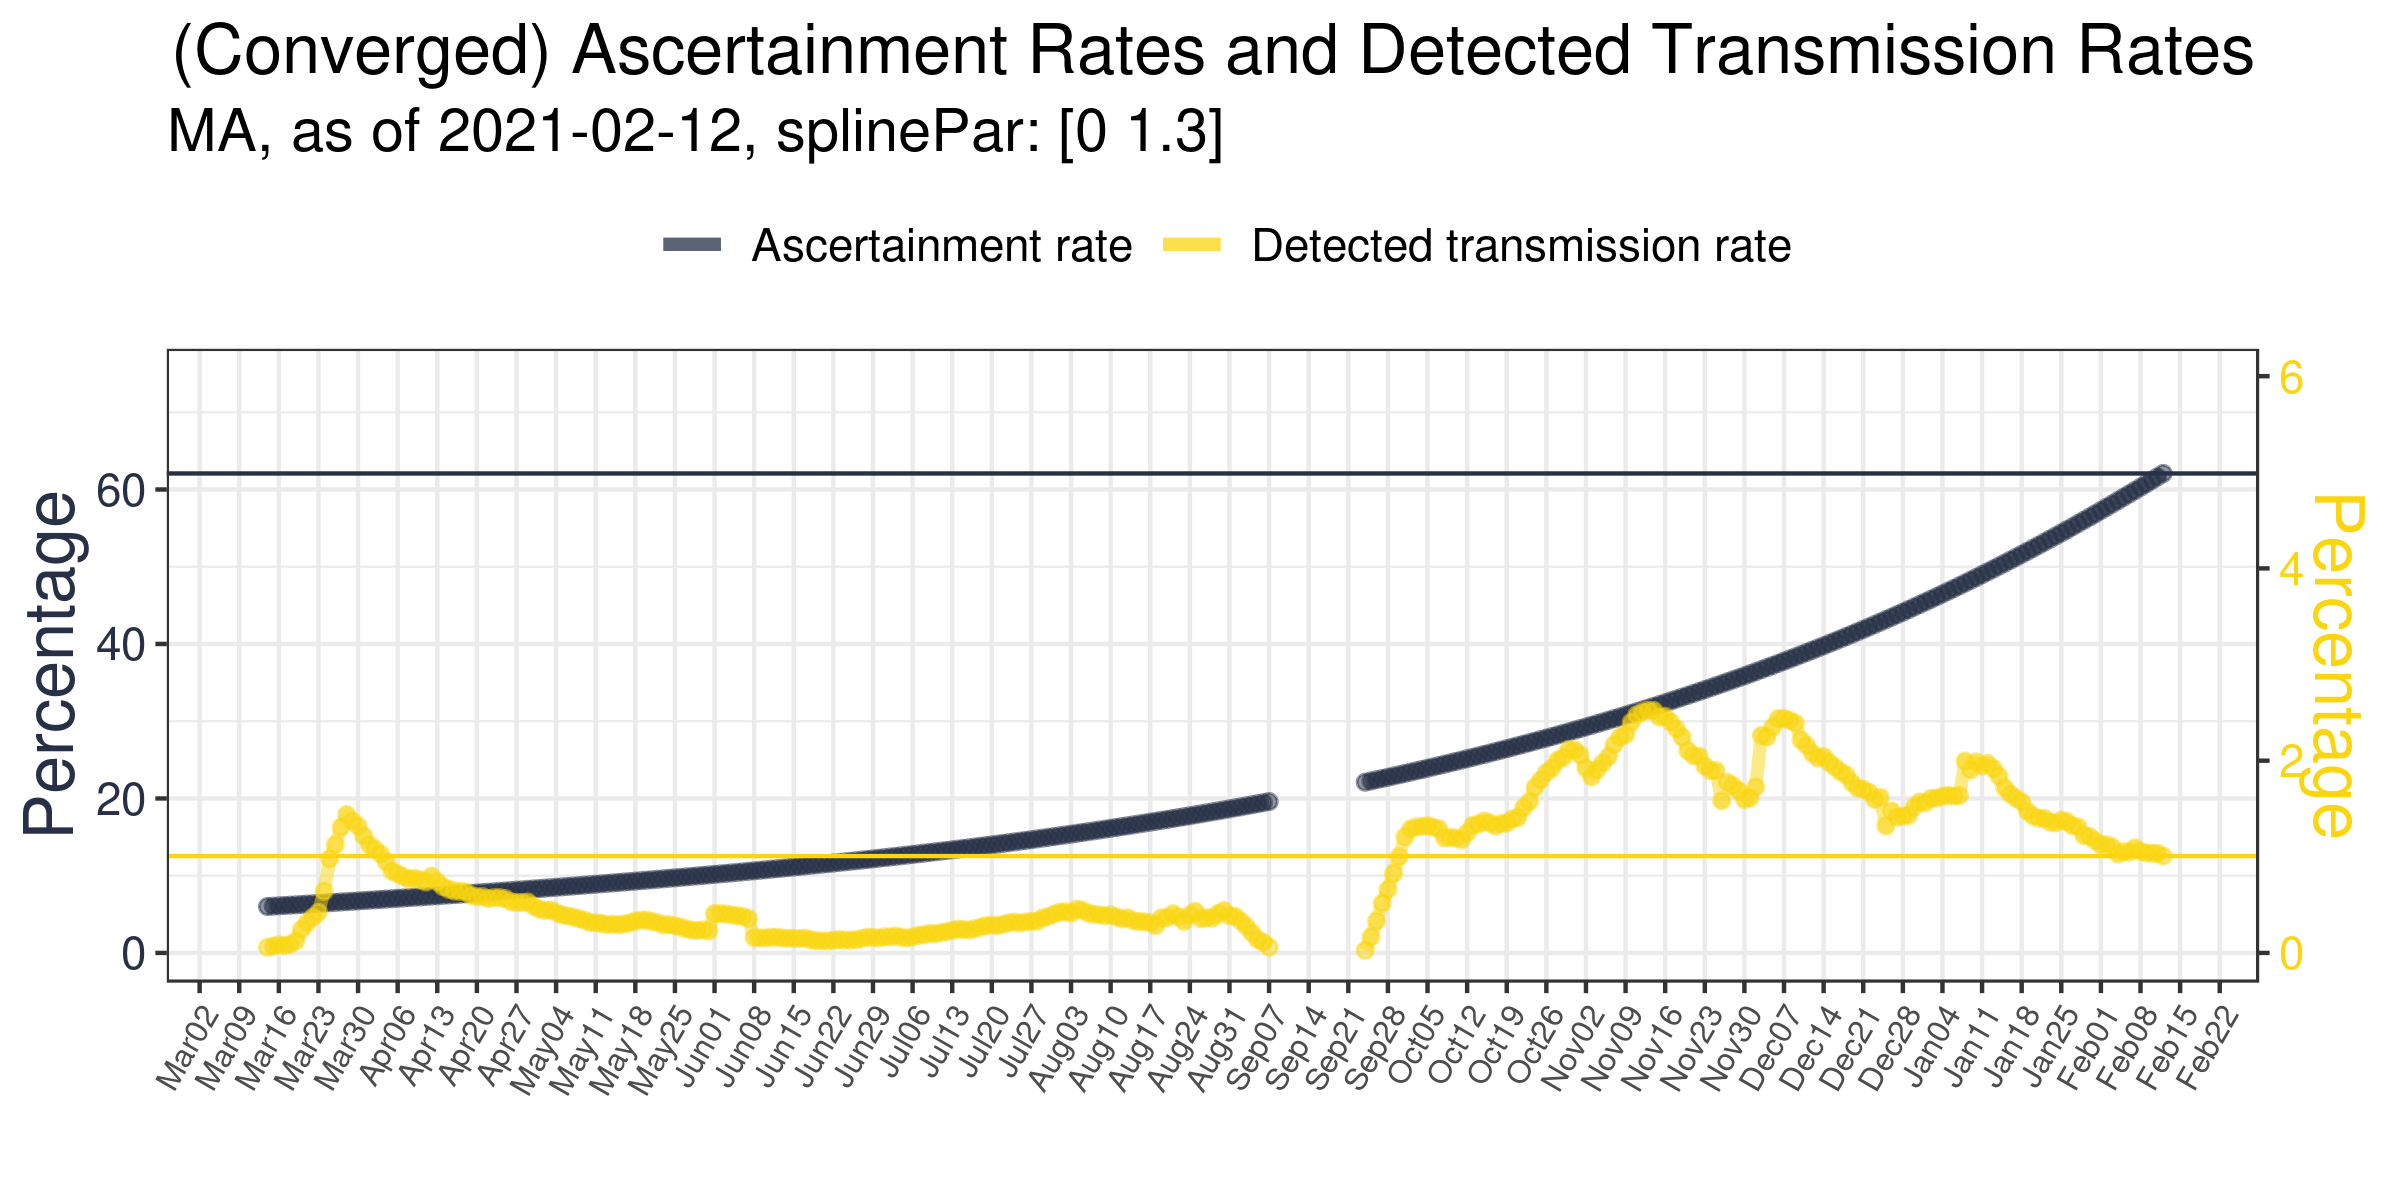 (Converged) Ascertainment Rates and Detected Transmission Rates
MA, as of 2021-02-12, splinePar: [0 1.3]
Ascertainment rate Detected transmission rate
Percentage
60
40
20
0
6
4
2
0
Percentage
Mar02 Mar09 Mar16 Mar23 Mar30 Apr06 Apr13 Apr20 Apr27 May04 May11 May18 May25 Jun01 Jun08 Jun15 Jun22 Jun29 Jul06 Jul13 Jul20 Jul27 Aug03 Aug10 Aug17 Aug24 Aug31 Sep07 Sep14 Sep21 Sep28 Oct05 Oct12 Oct19 Oct26 Nov02 Nov09 Nov16 Nov23 Nov30 Dec07 Dec14 Dec21 Dec28 Jan04 Jan11 Jan18 Jan25 Feb01 Feb08 Feb15 Feb22